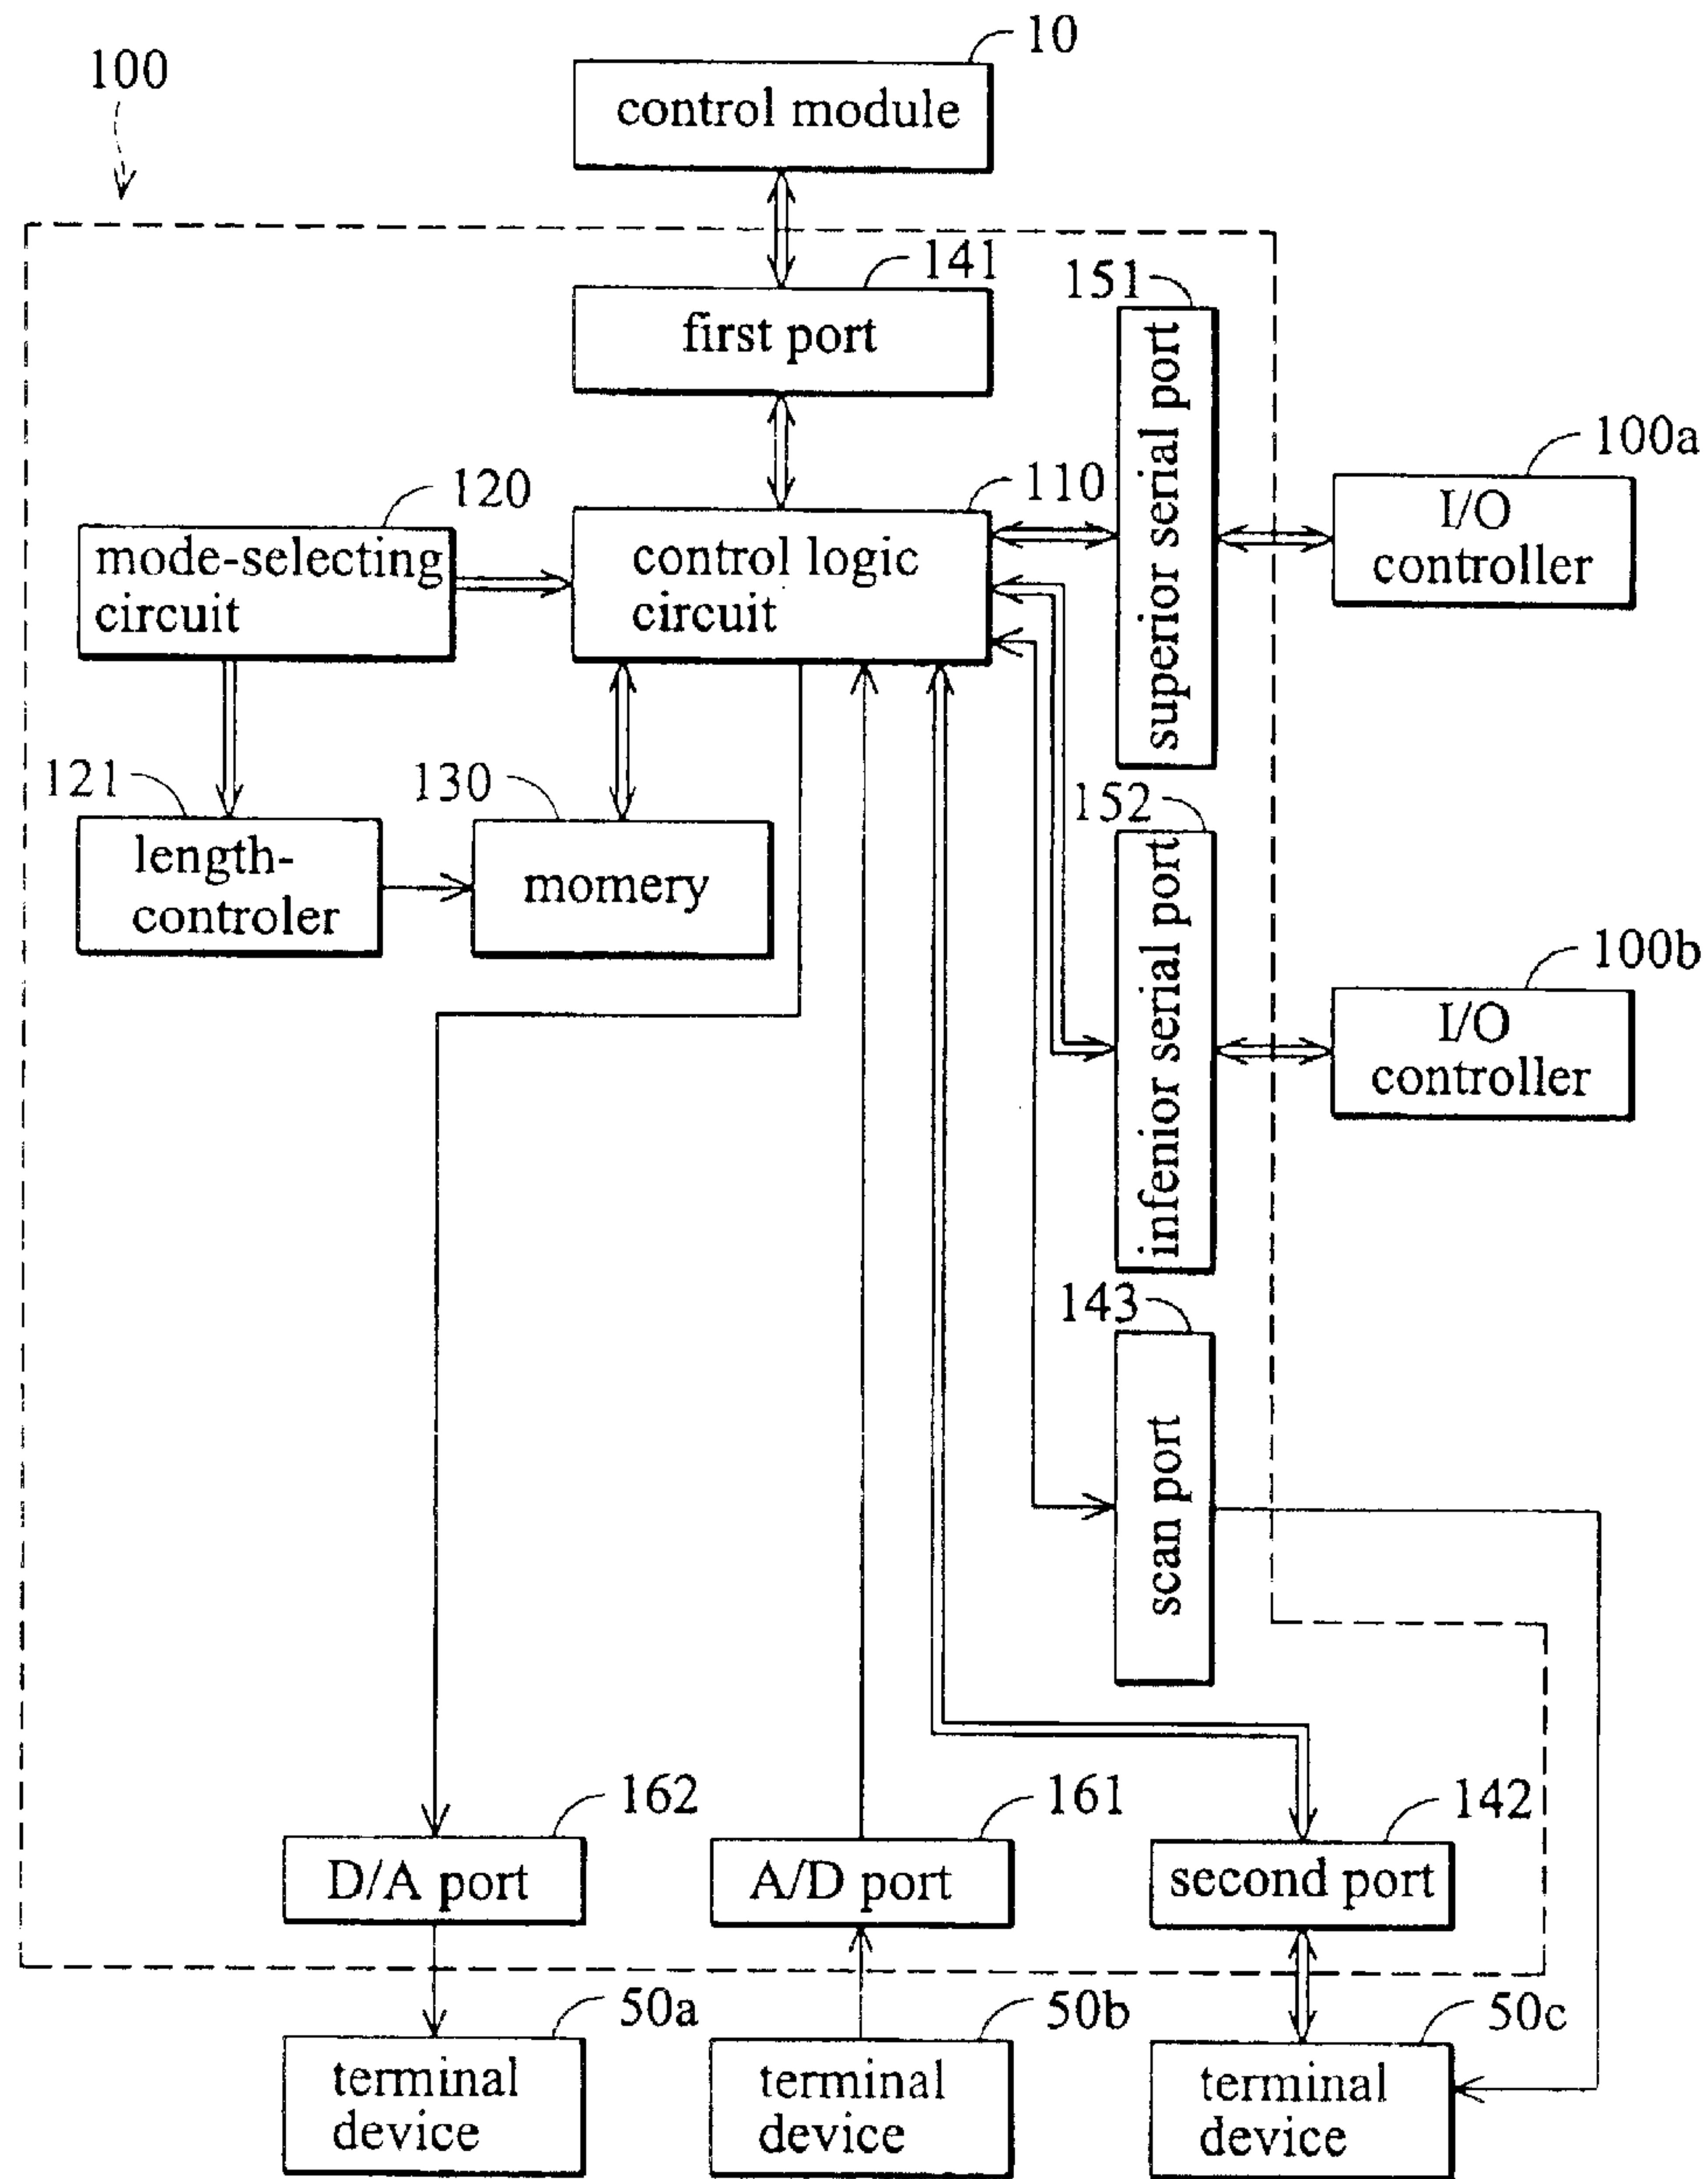 10
100
control module
141
first port
151
superior serial port
100a
I/O
controller
120
mode-selecting
circuit
110
control logic
circuit
121
length-
controler
130
momery
152
infenior serial port
100b
I/O
controller
143
scan port
162
D/A port
161
A/D port
142
second port
50a
terminal
device
50b
terminal
device
50c
terminal
device